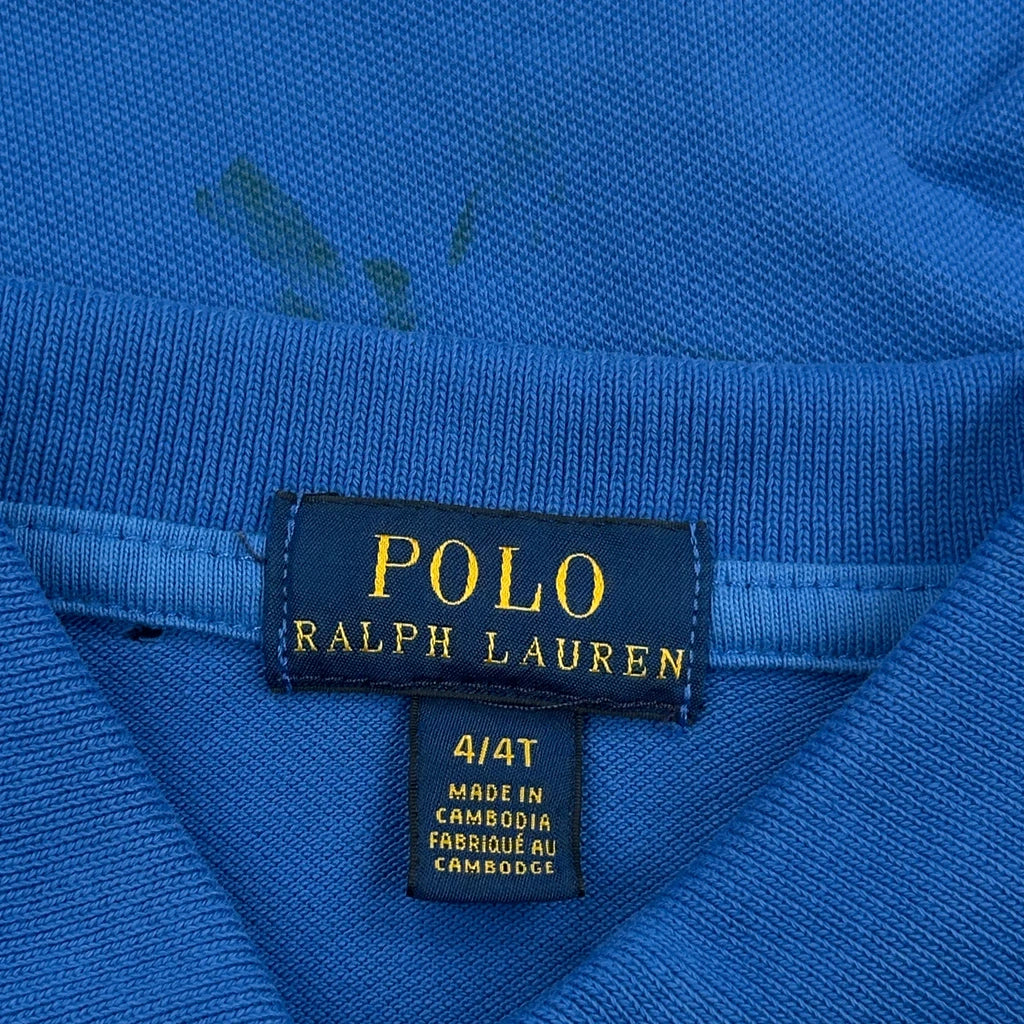 POLO
RALPH LAUREN
4/4T
MADE IN
CAMBODIA
FABRIQUÉ AU
CAMBODGE